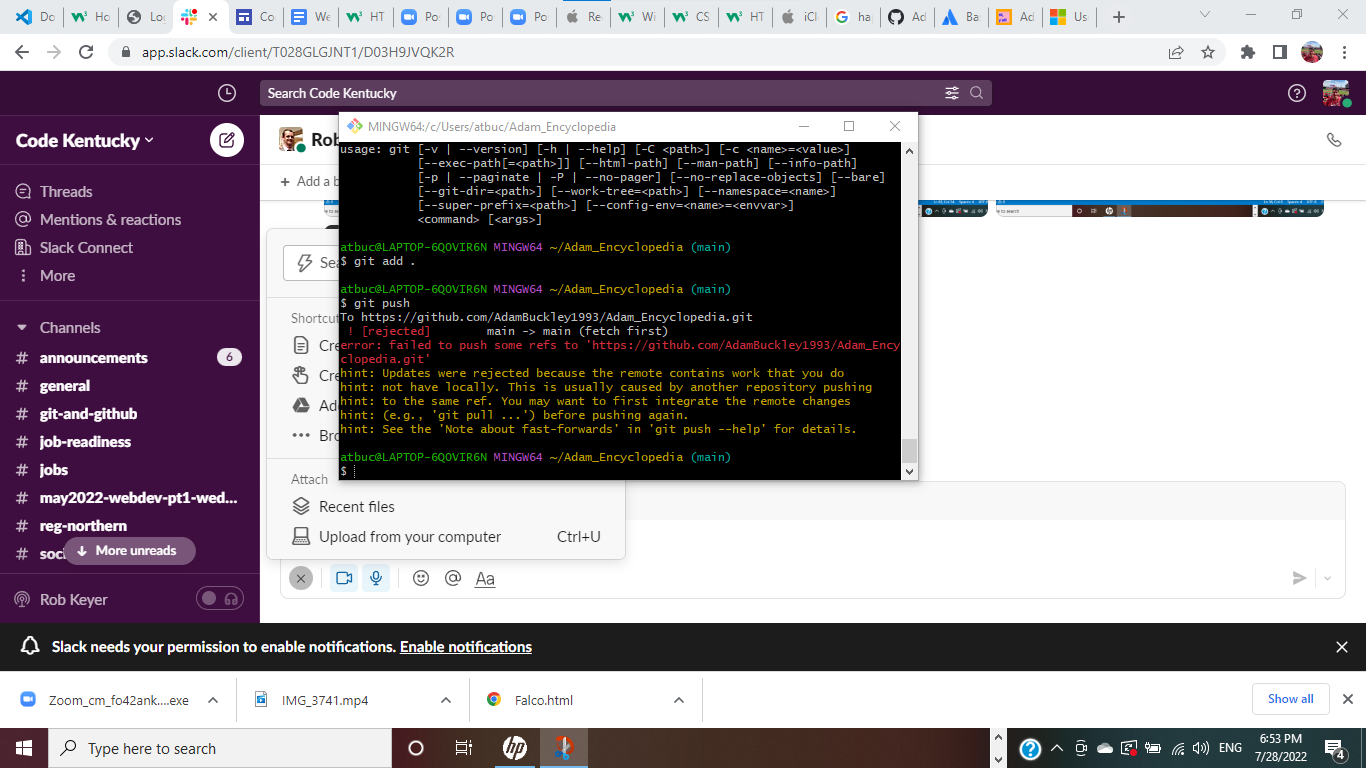 Do
Ho
Loc
Co
We
HT
Po
Po
Po
Re
Wi
CS
HT
iCl
hap
Ad
Ba
Ad
Us
app.slack.com/client/T028GLGJNT1/D03H9JVQK2R
Search Code Kentucky
Code Kentucky
Threads
Mentions & reactions
Slack Connect
More
Channels
# announcements 6
# general
# git-and-github
# job-readiness
# jobs
# may2022-webdev-pt1-wed...
# reg-northern
# soci
More unreads
Rob Keyer
Rob
+ Add a b
Sea
Shortcut
Cre
Cre
Ad
Bro
Attach
Recent files
Upload from your computer Ctrl+U
MINGW64:/c/Users/atbuc/Adam_Encyclopedia
usage: git [-v | --version] [-h | --help] [-C <path>] [-c <name>=<value>]
[--exec-path[=<path>]] [--html-path] [--man-path] [--info-path]
[-p | --paginate | -P | --no-pager] [--no-replace-objects] [--bare]
[--git-dir=<path>] [--work-tree=<path>] [--namespace=<name>]
[--super-prefix=<path>] [--config-env=<name>=<envvar>]
<command> [<args>]
atbuc@LAPTOP-6QOVIR6N MINGW64 ~/Adam_Encyclopedia (main)
$ git add .
atbuc@LAPTOP-6QOVIR6N MINGW64 ~/Adam_Encyclopedia (main)
$ git push
To https://github.com/AdamBuckley1993/Adam_Encyclopedia.git
! [rejected] main -> main (fetch first)
error: failed to push some refs to 'https://github.com/AdamBuckley1993/Adam_Ency
clopedia.git'
hint: Updates were rejected because the remote contains work that you do
hint: not have locally. This is usually caused by another repository pushing
hint: to the same ref. You may want to first integrate the remote changes
hint: (e.g., 'git pull ...') before pushing again.
hint: See the 'Note about fast-forwards' in 'git push --help' for details.
atbuc@LAPTOP-6QOVIR6N MINGW64 ~/Adam_Encyclopedia (main)
$
Aa
Slack needs your permission to enable notifications. Enable notifications
Zoom_cm_fo42ank....exe
IMG_3741.mp4
Falco.html
Show all
Type here to search
ENG
6:53 PM
7/28/2022
4